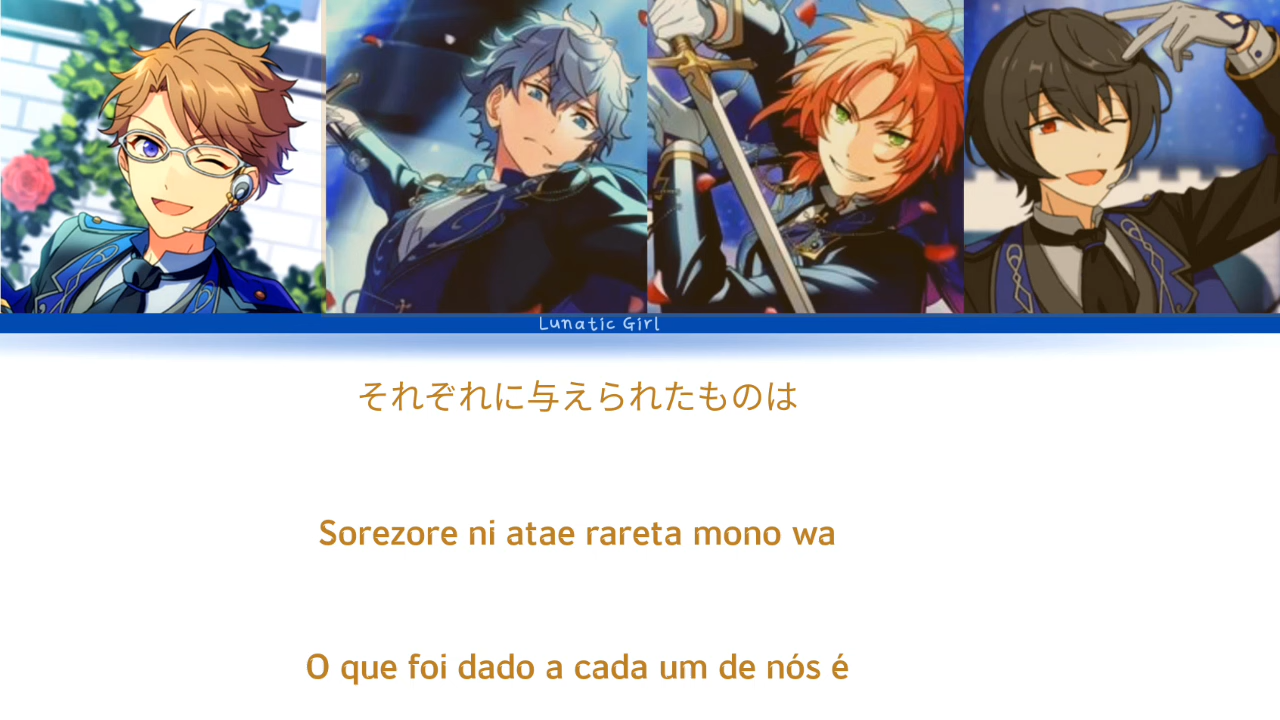 Lunatic Girl
それぞれに与えられたものは
Sorezore ni atae rareta mono wa
O que foi dado a cada um de nós é